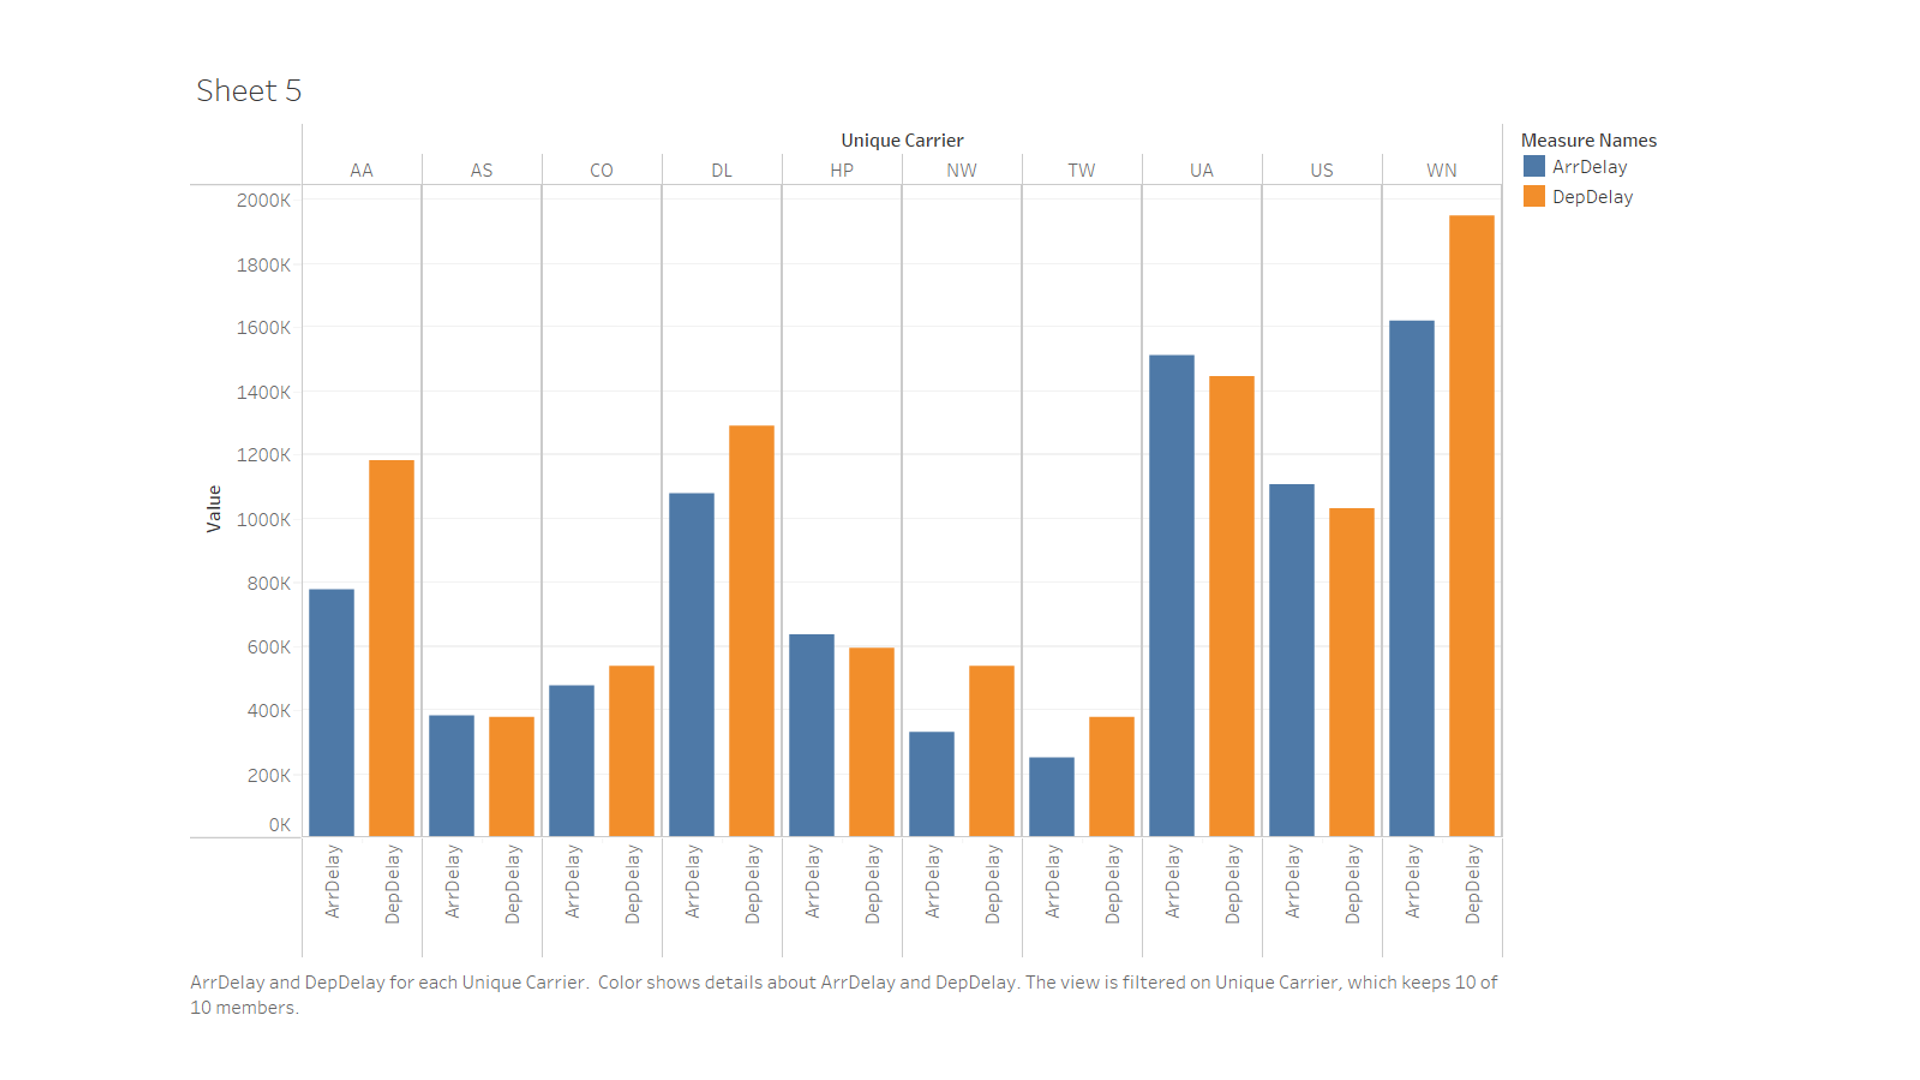 Sheet 5
Unique Carrier
AA AS CO DL HP NW TW UA US WN
Measure Names
ArrDelay
DepDelay
2000K
1800K
1600K
1400K
1200K
1000K
800K
600K
400K
200K
0K
Value
ArrDelay DepDelay ArrDelay DepDelay ArrDelay DepDelay ArrDelay DepDelay ArrDelay DepDelay ArrDelay DepDelay ArrDelay DepDelay ArrDelay DepDelay ArrDelay DepDelay ArrDelay DepDelay
ArrDelay and DepDelay for each Unique Carrier.  Color shows details about ArrDelay and DepDelay. The view is filtered on Unique Carrier, which keeps 10 of
10 members.